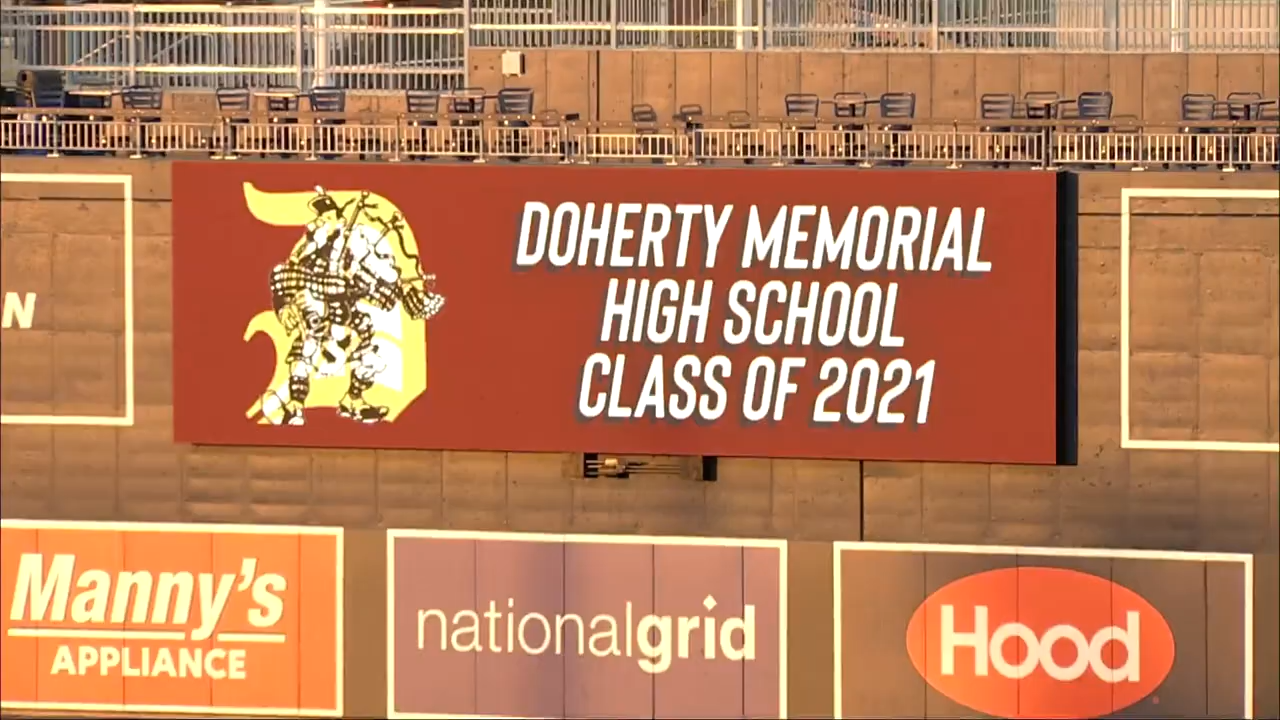 DOHERTY MEMORIAL
HIGH SCHOOL
CLASS OF 2021
N
Manny's
APPLIANCE
nationalgrid
Hood